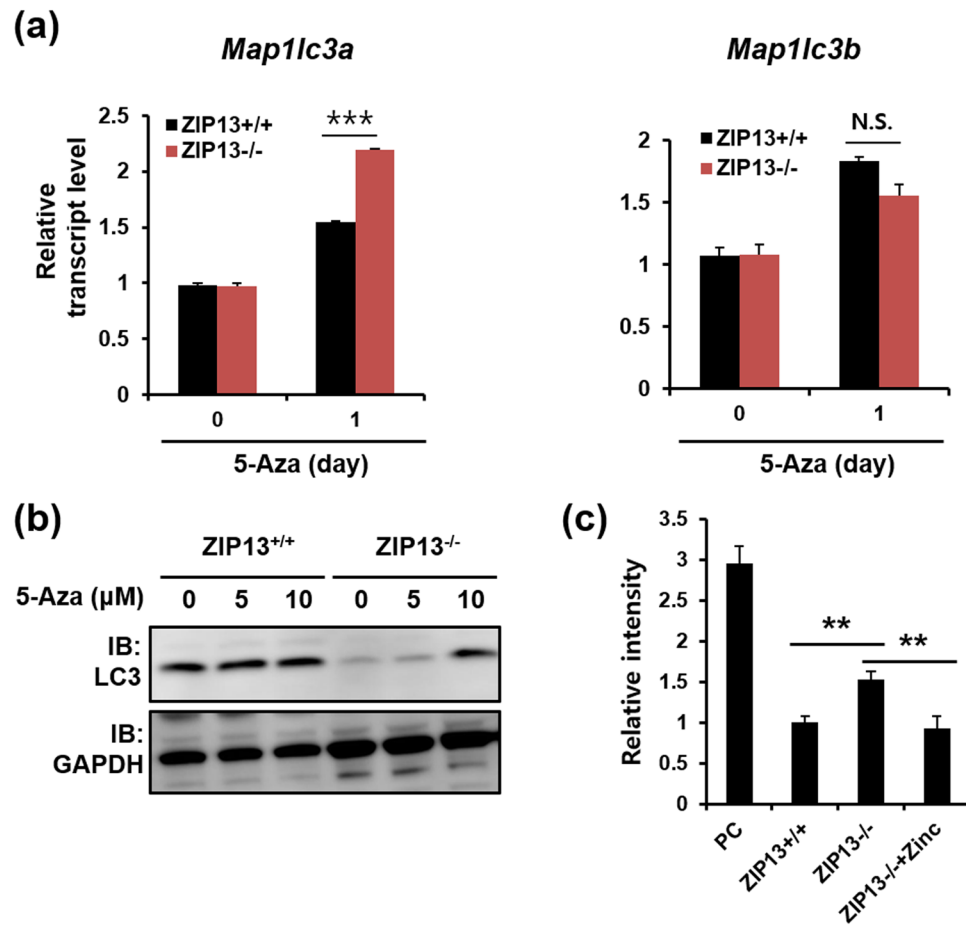 (a)
Map1lc3a
Relative
transcript level
2.5
2
1.5
1
0.5
0
ZIP13+/+
ZIP13-/-
***
0 1
5-Aza (day)
Map1lc3b
2
1.5
1
0.5
0
ZIP13+/+
ZIP13-/-
N.S.
0 1
5-Aza (day)
(b)
ZIP13+/+ ZIP13-/-
5-Aza (µM) 0 5 10 0 5 10
IB:
LC3
IB:
GAPDH
(c)
Relative intensity
3.5
3
2.5
2
1.5
1
0.5
0
**
**
PC
ZIP13+/+
ZIP13-/-
ZIP13-/-+Zinc